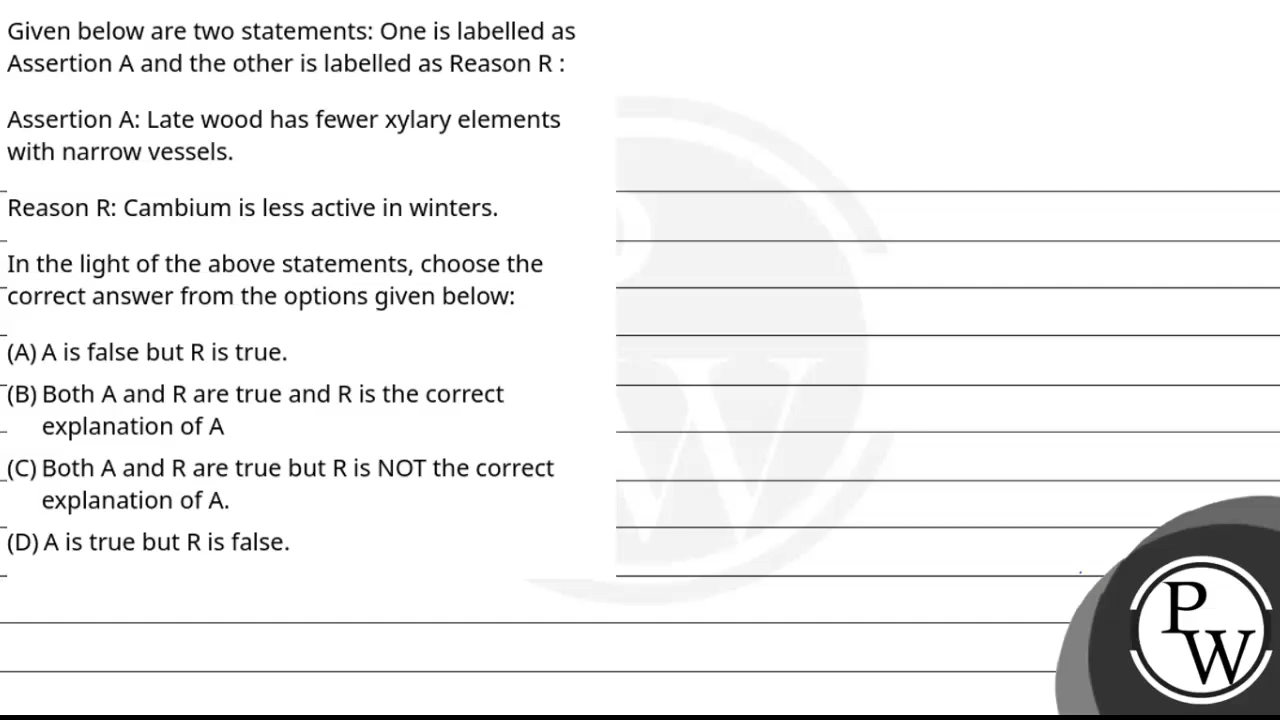 Given below are two statements: One is labelled as
Assertion A and the other is labelled as Reason R :
Assertion A: Late wood has fewer xylary elements
with narrow vessels.
Reason R: Cambium is less active in winters.
In the light of the above statements, choose the
correct answer from the options given below:
(A) A is false but R is true.
(B) Both A and R are true and R is the correct
explanation of A
(C) Both A and R are true but R is NOT the correct
explanation of A.
(D) A is true but R is false.
P
W